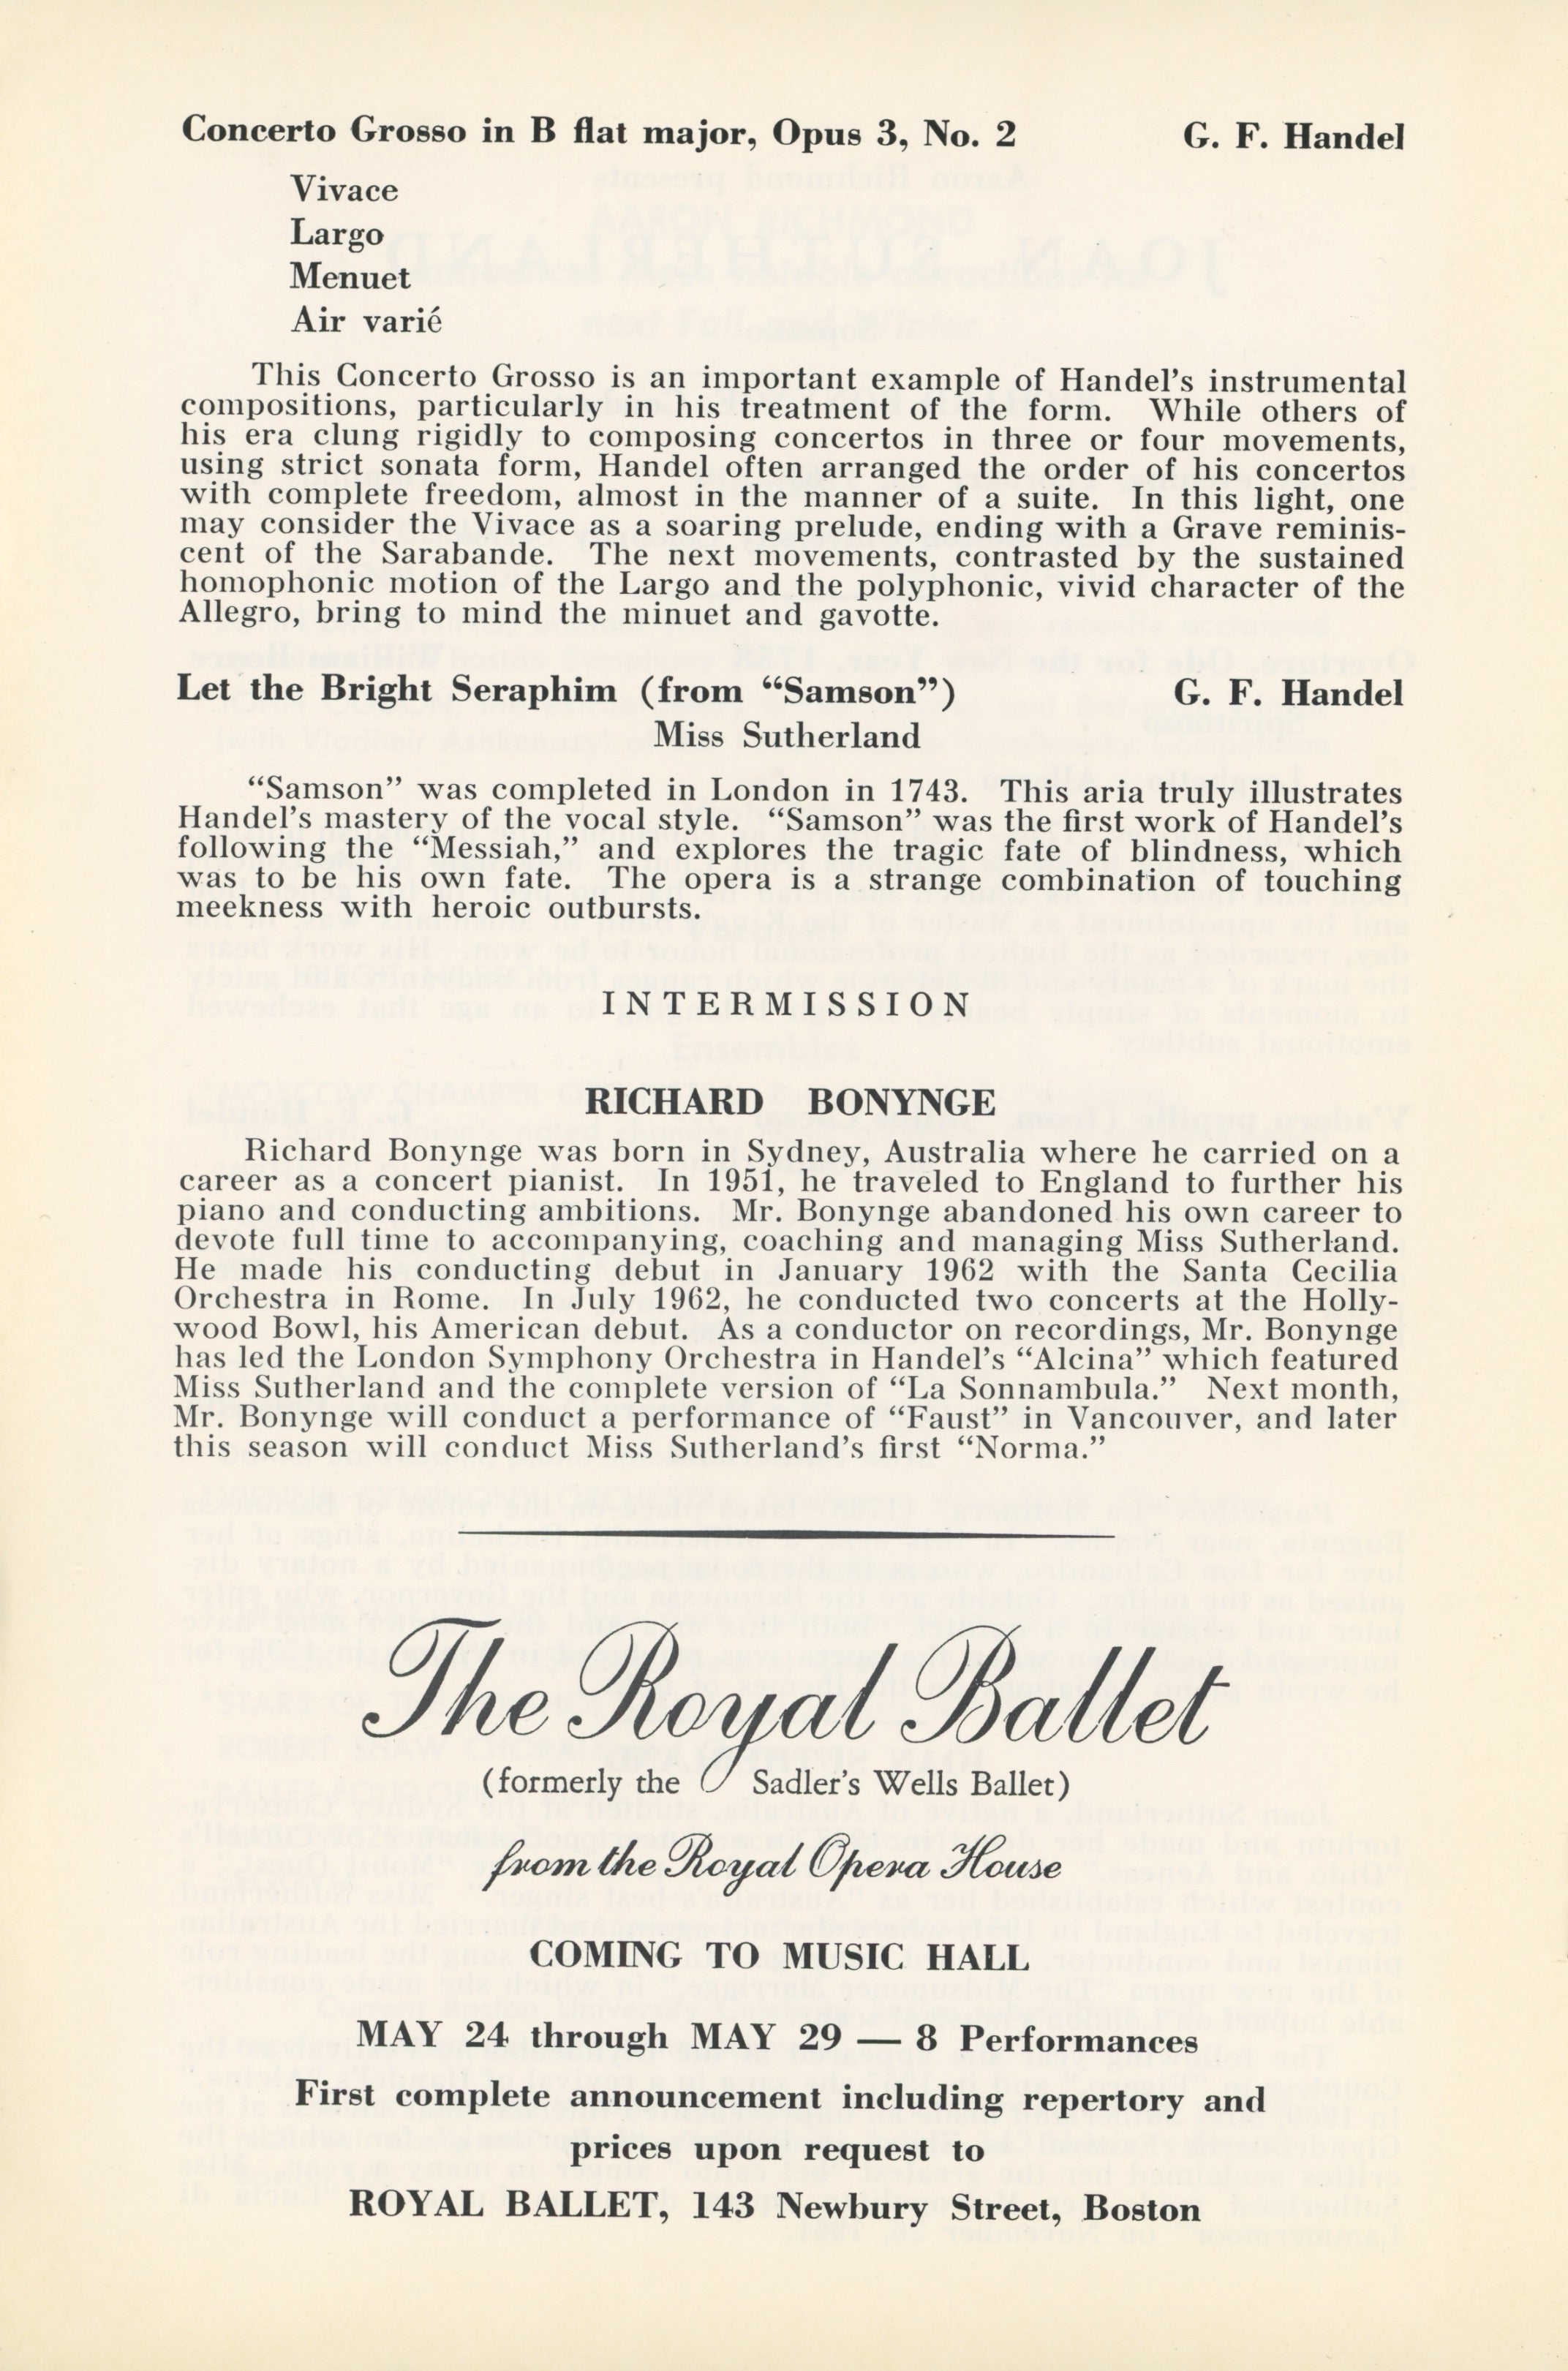 Concerto Grosso in B flat major, Opus 3, No. 2 G. F. Handel
Vivace
Largo
Menuet
Air varié
This Concerto Grosso is an important example of Handel's instrumental
compositions, particularly in his treatment of the form. While others of
his era clung rigidly to composing concertos in three or four movements,
using strict sonata form, Handel often arranged the order of his concertos
with complete freedom, almost in the manner of a suite. In this light, one
may consider the Vivace as a soaring prelude, ending with a Grave reminis-
cent of the Sarabande. The next movements, contrasted by the sustained
homophonic motion of the Largo and the polyphonic, vivid character of the
Allegro, bring to mind the minuet and gavotte.
Let the Bright Seraphim (from “Samson”) G. F. Handel
Miss Sutherland
“Samson” was completed in London in 1743. This aria truly illustrates
Handel's mastery of the vocal style. “Samson” was the first work of Handel's
following the “Messiah,” and explores the tragic fate of blindness, which
was to be his own fate. The opera is a strange combination of touching
meekness with heroic outbursts.
INTERMISSION
RICHARD BONYNGE
Richard Bonynge was born in Sydney, Australia where he carried on a
career as a concert pianist. In 1951, he traveled to England to further his
piano and conducting ambitions. Mr. Bonynge abandoned his own career to
devote full time to accompanying, coaching and managing Miss Sutherland.
He made his conducting debut in January 1962 with the Santa Cecilia
Orchestra in Rome. In July 1962, he conducted two concerts at the Holly-
wood Bowl, his American debut. As a conductor on recordings, Mr. Bonynge
has led the London Symphony Orchestra in Handel's “Alcina” which featured
Miss Sutherland and the complete version of “La Sonnambula.” Next month,
Mr. Bonynge will conduct a performance of “Faust” in Vancouver, and later
this season will conduct Miss Sutherland's first “Norma.”
The Royal Ballet
(formerly the Sadler's Wells Ballet)
from the Royal Opera House
COMING TO MUSIC HALL
MAY 24 through MAY 29 — 8 Performances
First complete announcement including repertory and
prices upon request to
ROYAL BALLET, 143 Newbury Street, Boston